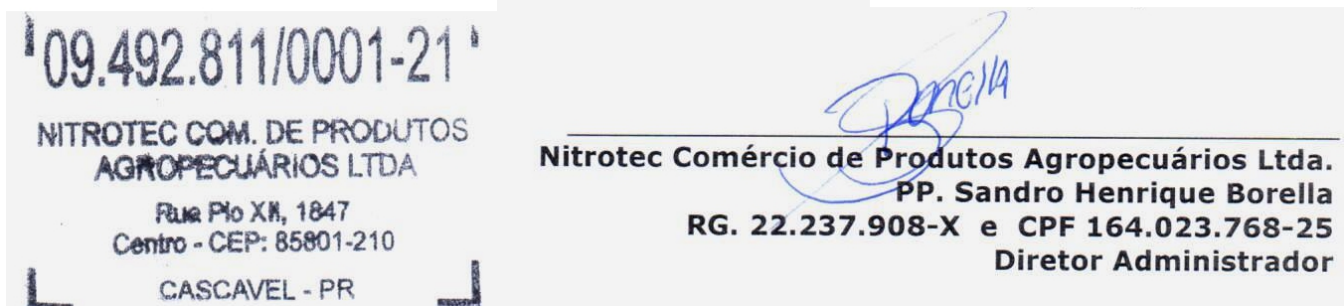 09.492.811/0001-21
NITROTEC COM. DE PRODUTOS
AGROPECUÁRIOS LTDA
Rua Pio XII, 1847
Centro - CEP: 85801-210
CASCAVEL - PR
Borella
Nitrotec Comércio de Produtos Agropecuários Ltda.
PP. Sandro Henrique Borella
RG. 22.237.908-X e CPF 164.023.768-25
Diretor Administrador